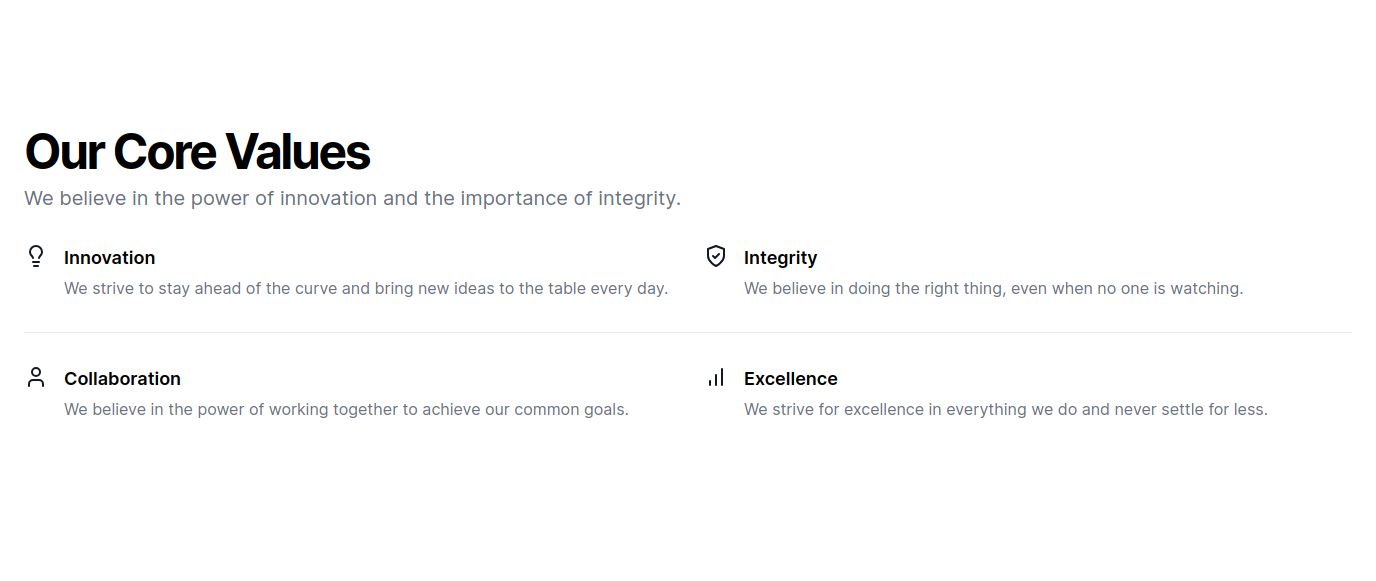 Our Core Values
We believe in the power of innovation and the importance of integrity.
Innovation
We strive to stay ahead of the curve and bring new ideas to the table every day.
Integrity
We believe in doing the right thing, even when no one is watching.
Collaboration
We believe in the power of working together to achieve our common goals.
Excellence
We strive for excellence in everything we do and never settle for less.